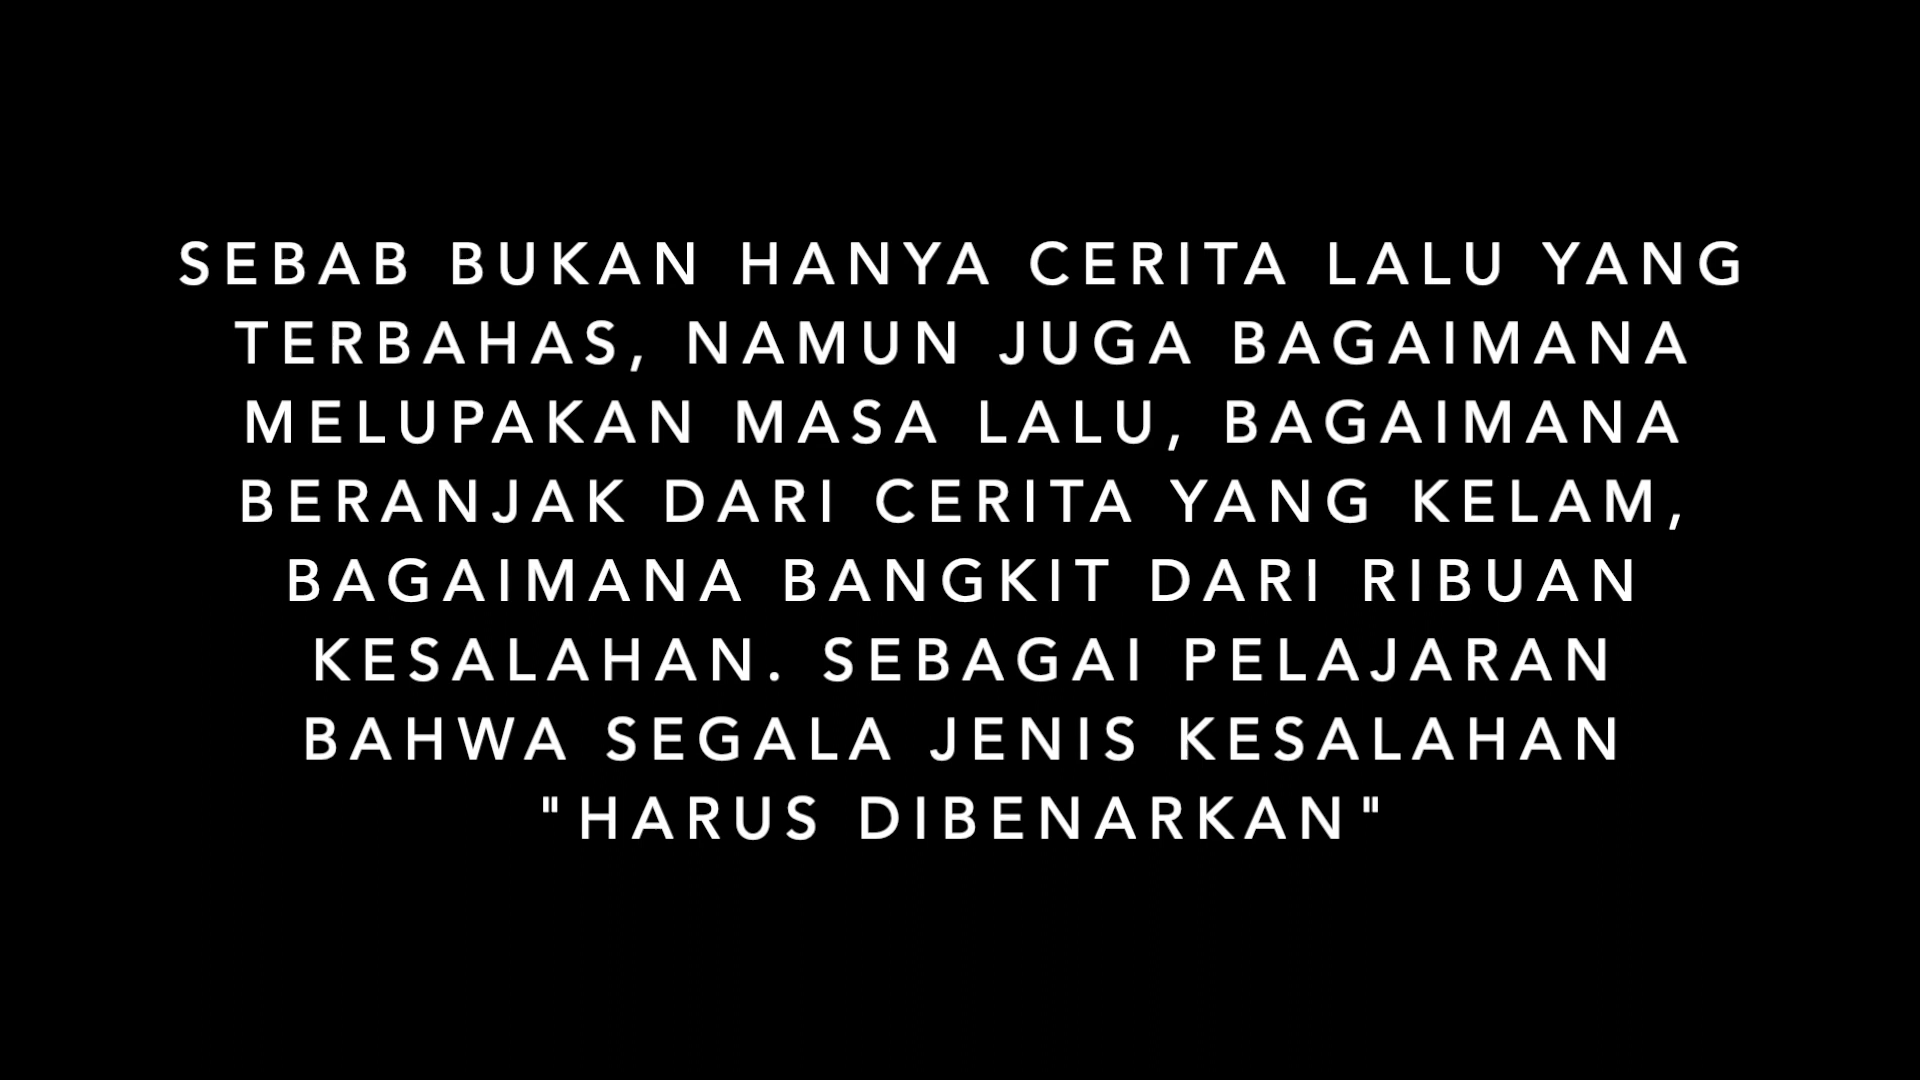 SEBAB BUKAN HANYA CERITA LALU YANG
TERBAHAS, NAMUN JUGA BAGAIMANA
MELUPAKAN MASA LALU, BAGAIMANA
BERANJAK DARI CERITA YANG KELAM,
BAGAIMANA BANGKIT DARI RIBUAN
KESALAHAN. SEBAGAI PELAJARAN
BAHWA SEGALA JENIS KESALAHAN
"HARUS DIBENARKAN"